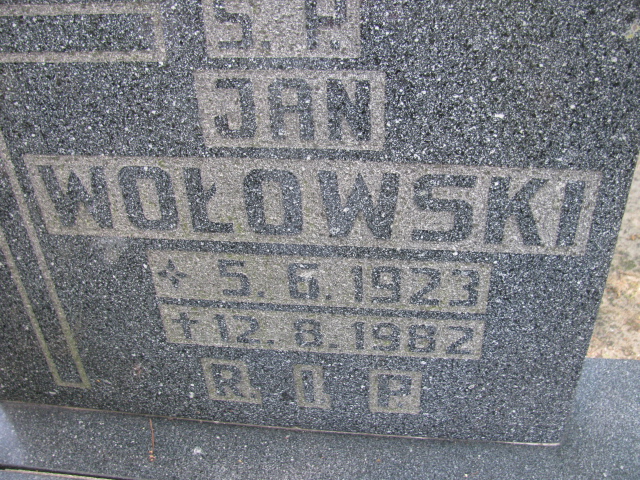 Ś. P.
JAN
WOŁOWSKI
✧ 5. 6. 1923
✝ 12. 8. 1982
R. I. P